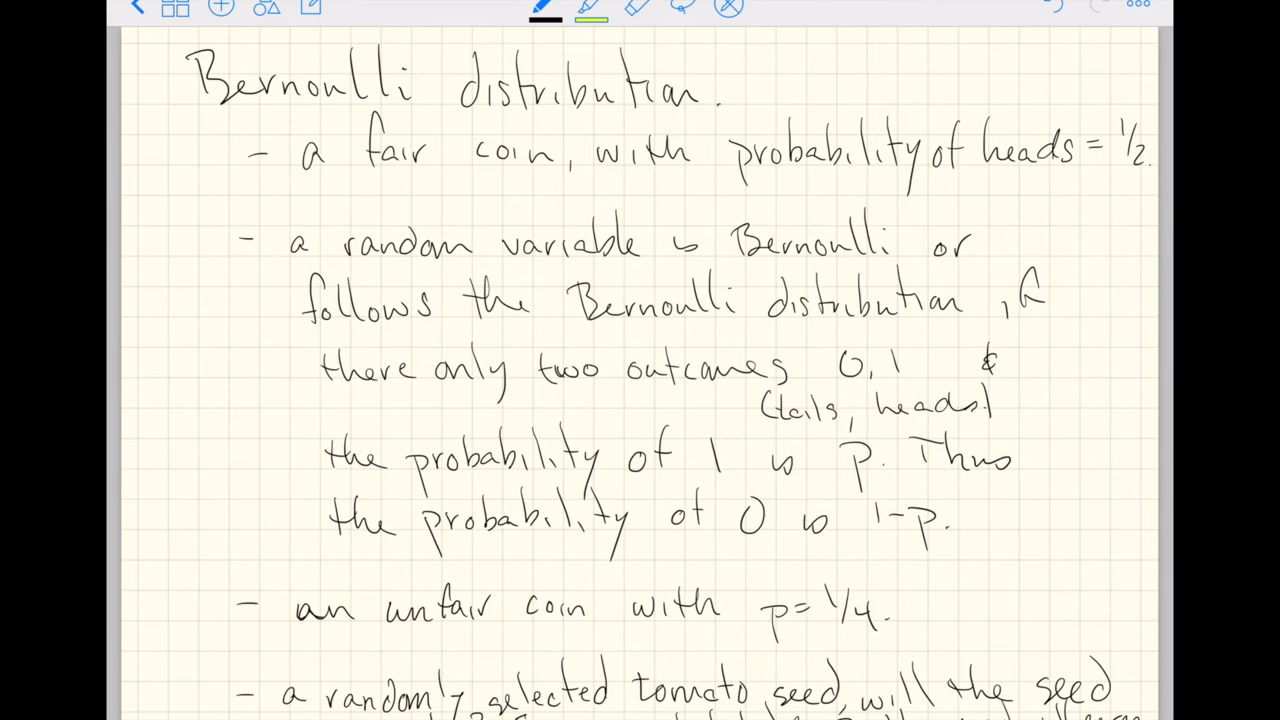 Bernoulli distribution.
- a fair coin, with probability of heads = 1/2.
- a random variable is Bernoulli or
follows the Bernoulli distribution, if
there only two outcomes 0, 1 &
(tails, heads)
the probability of 1 is p. Thus
the probability of 0 is 1-p.
- an unfair coin with p = 1/4.
- a randomly selected tomato seed, will the seed